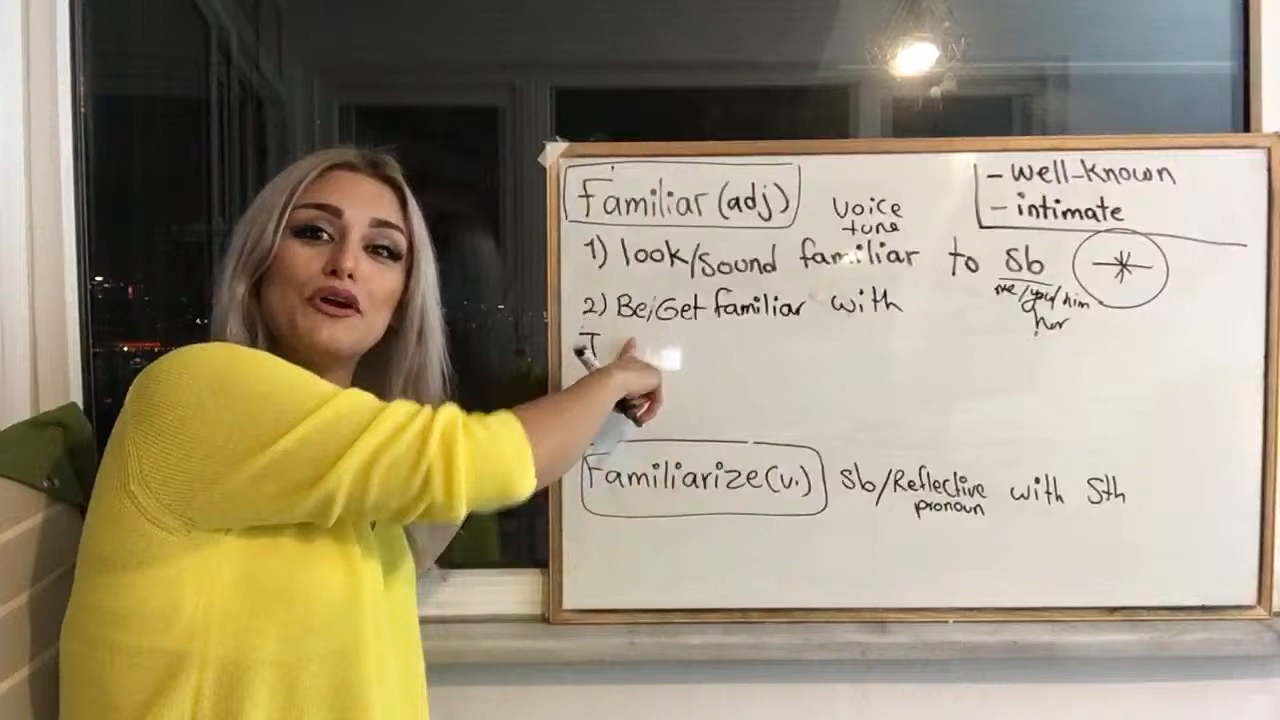 Familiar (adj)
voice
tune
- well-known
- intimate
1) look/sound familiar to sb
me/you/him
her
2) Be/Get familiar with
I
Familiarize (v.) sb/Reflective with sth
pronoun